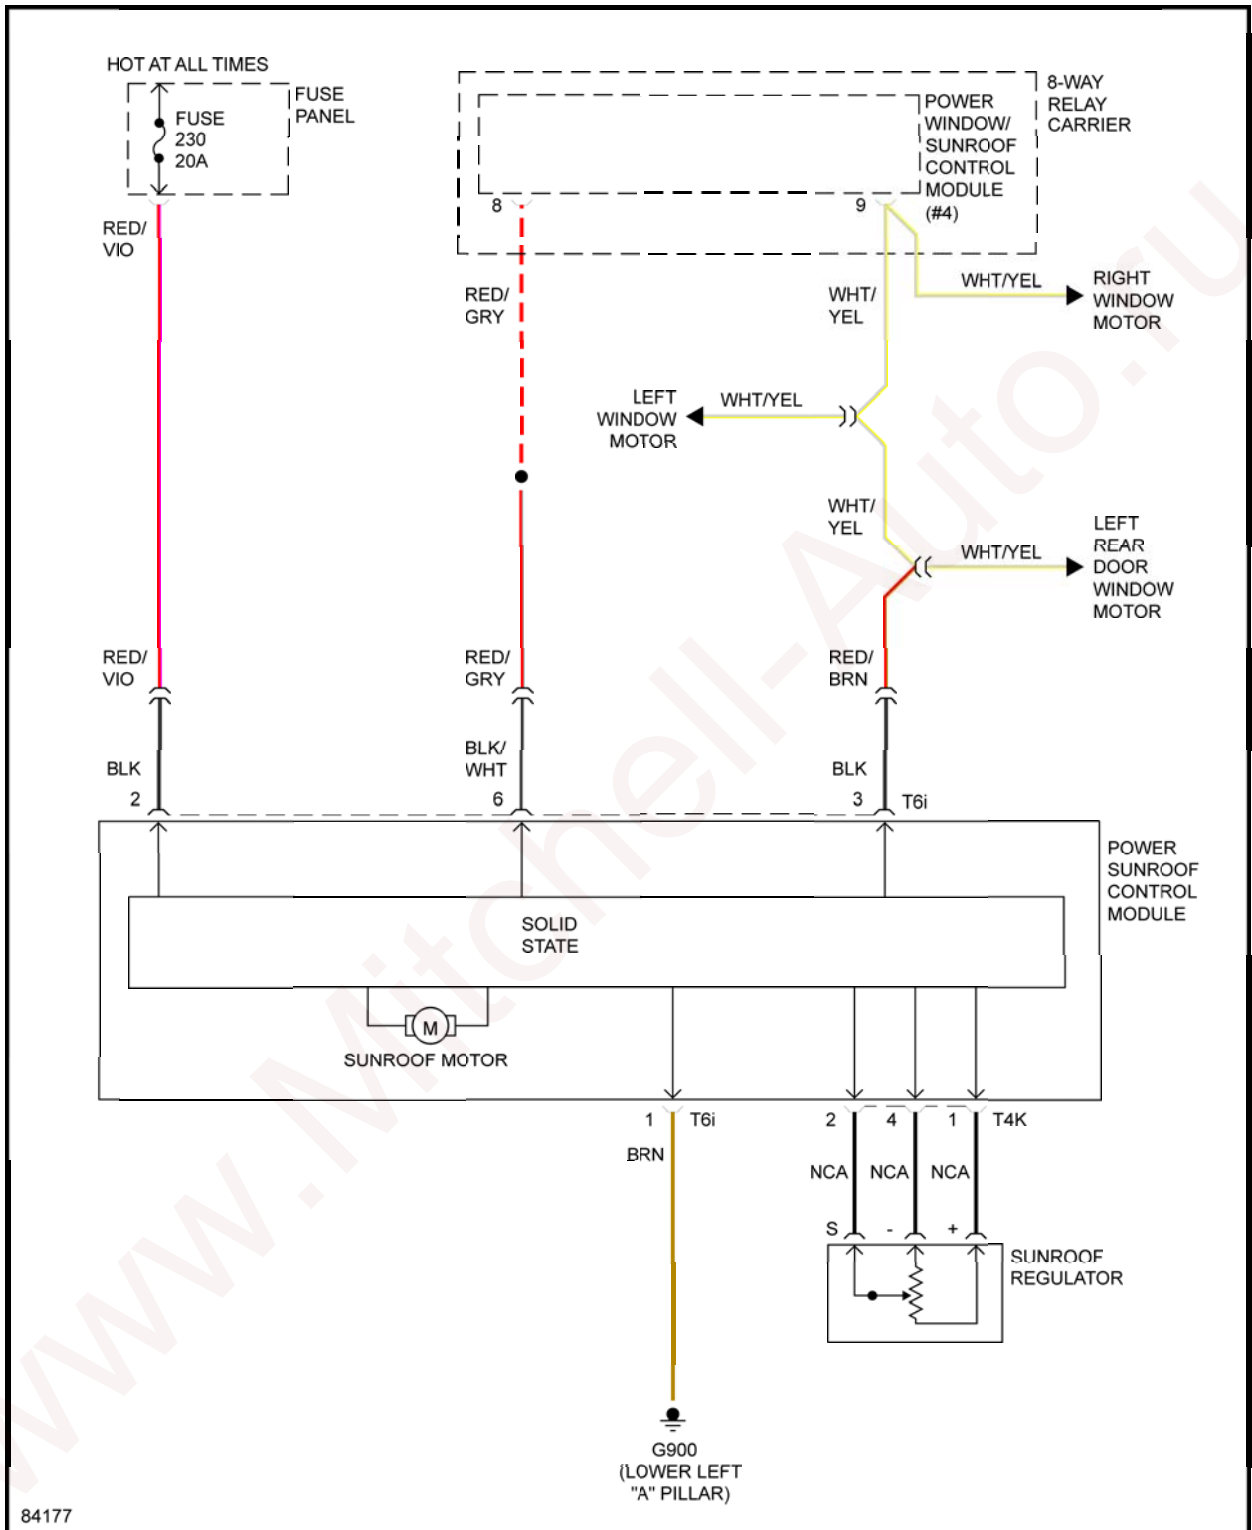 HOT AT ALL TIMES
FUSE
PANEL
FUSE
230
20A
8-WAY
RELAY
CARRIER
POWER
WINDOW/
SUNROOF
CONTROL
MODULE
(#4)
8
9
RED/
VIO
RED/
GRY
WHT/
YEL
WHT/YEL
RIGHT
WINDOW
MOTOR
LEFT
WINDOW
MOTOR
WHT/YEL
WHT/
YEL
WHT/YEL
LEFT
REAR
DOOR
WINDOW
MOTOR
RED/
VIO
RED/
GRY
RED/
BRN
BLK
BLK/
WHT
BLK
2
6
3
T6i
POWER
SUNROOF
CONTROL
MODULE
SOLID
STATE
M
SUNROOF MOTOR
1
T6i
2
4
1
T4K
BRN
NCA
NCA
NCA
S
-
+
SUNROOF
REGULATOR
G900
(LOWER LEFT
"A" PILLAR)
84177
www.Mitchell-Auto.ru